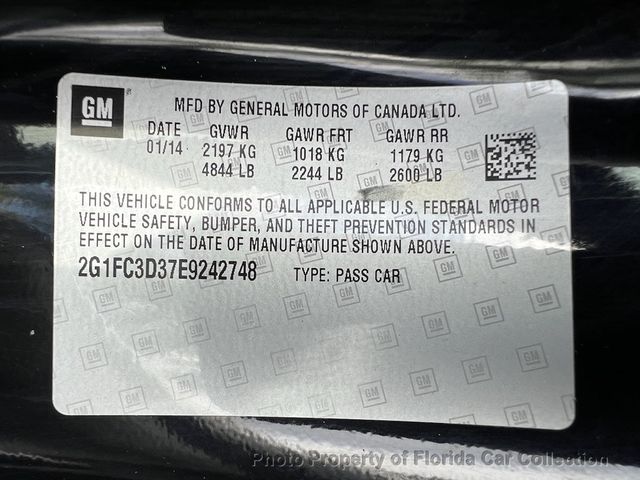 GM
MFD BY GENERAL MOTORS OF CANADA LTD.
DATE GVWR GAWR FRT GAWR RR
01/14 2197 KG 1018 KG 1179 KG
4844 LB 2244 LB 2600 LB
THIS VEHICLE CONFORMS TO ALL APPLICABLE U.S. FEDERAL MOTOR
VEHICLE SAFETY, BUMPER, AND THEFT PREVENTION STANDARDS IN
EFFECT ON THE DATE OF MANUFACTURE SHOWN ABOVE.
2G1FC3D37E9242748 TYPE: PASS CAR
Photo Property of Florida Car Collection